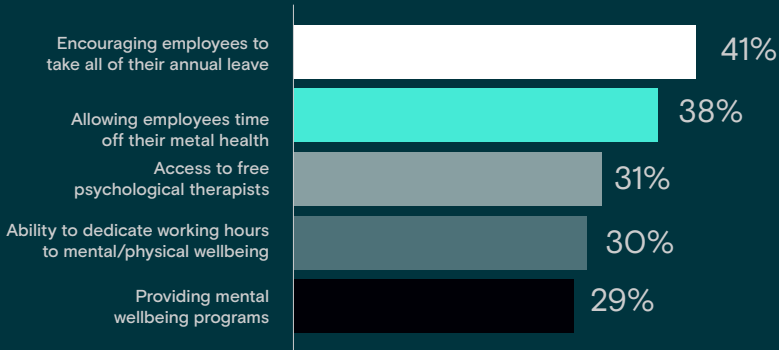 Encouraging employees to
take all of their annual leave
41%
Allowing employees time
off their metal health
38%
Access to free
psychological therapists
31%
Ability to dedicate working hours
to mental/physical wellbeing
30%
Providing mental
wellbeing programs
29%